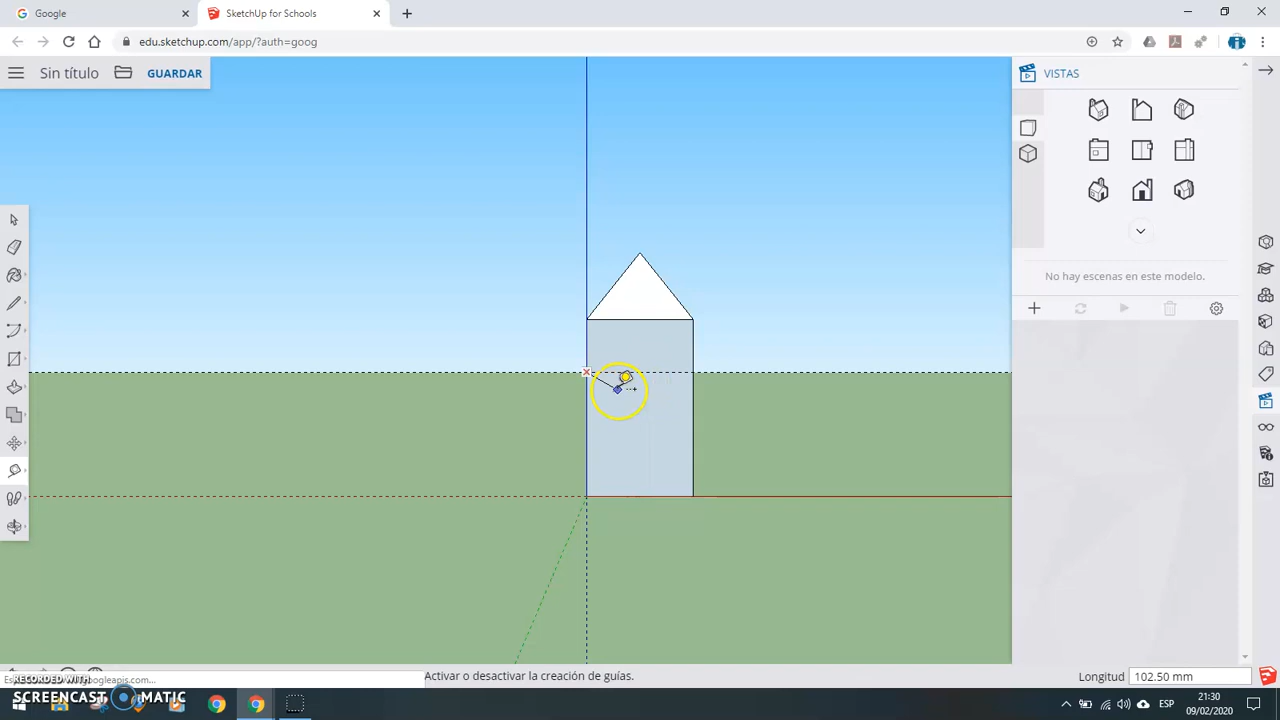 Google
SketchUp for Schools
edu.sketchup.com/app/?auth=goog
Sin título
GUARDAR
VISTAS
No hay escenas en este modelo.
Activar o desactivar la creación de guías.
Longitud
102.50 mm
RECORDED WITH
SCREENCAST MATIC
ESP
21:30
09/02/2020